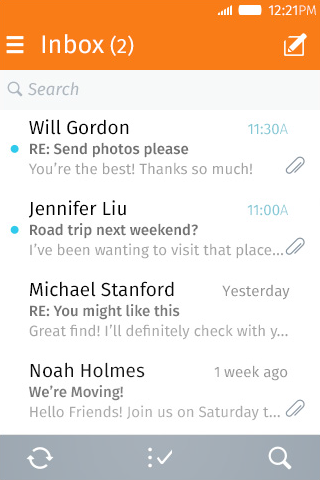 12:21PM
Inbox (2)
Search
Will Gordon 11:30A
RE: Send photos please
You're the best! Thanks so much!
Jennifer Liu 11:00A
Road trip next weekend?
I've been wanting to visit that place...
Michael Stanford Yesterday
RE: You might like this
Great find! I'll definitely check with y...
Noah Holmes 1 week ago
We're Moving!
Hello Friends! Join us on Saturday t...